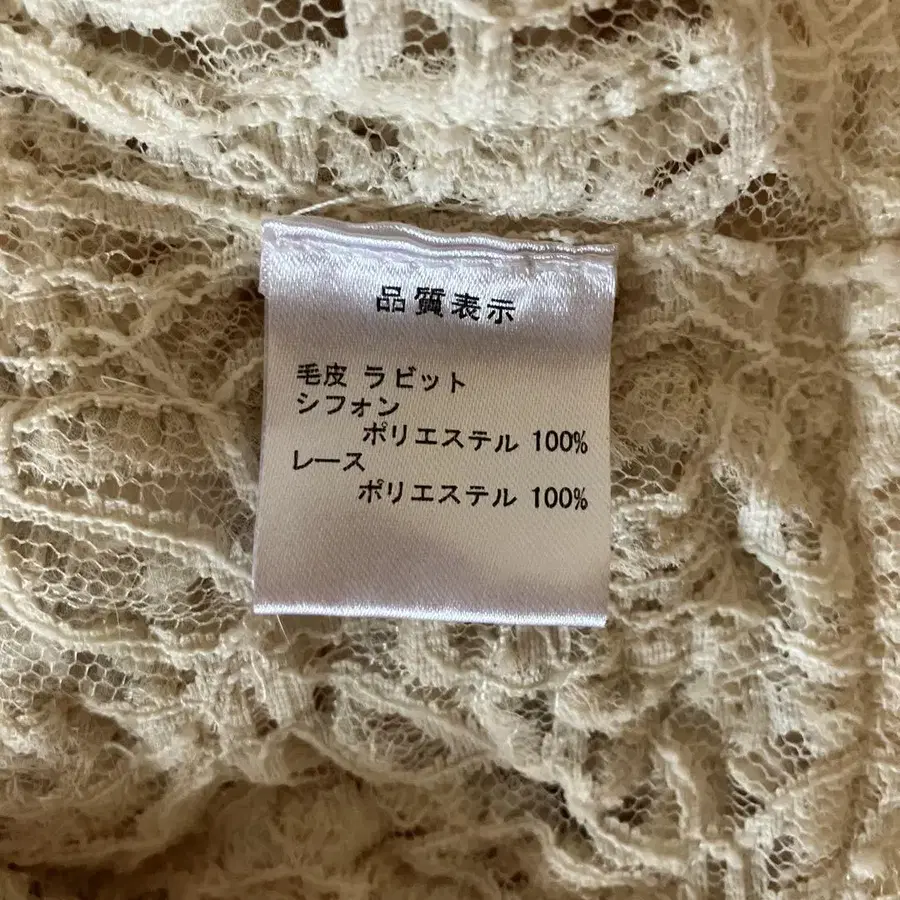 品質表示
毛皮 ラビット
シフォン
ポリエステル 100%
レース
ポリエステル 100%